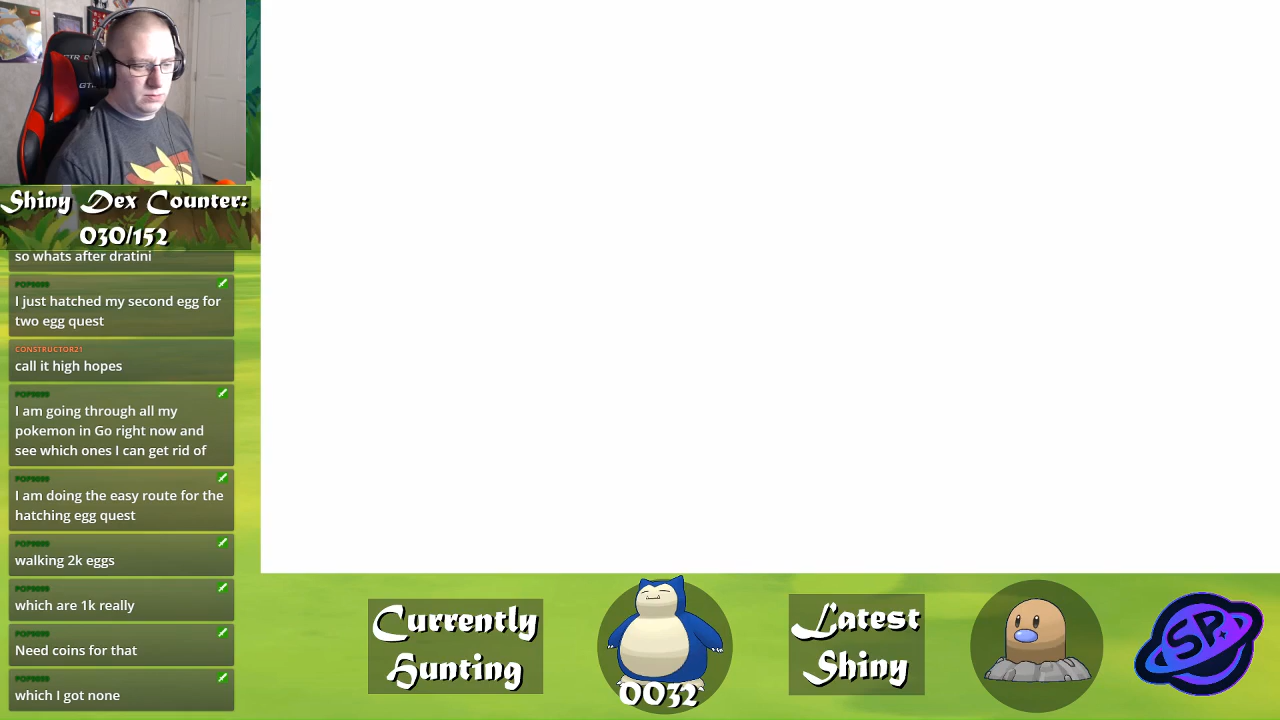 GTR
GT
Shiny Dex Counter:
030/152
so whats after dratini
POP9099
I just hatched my second egg for
two egg quest
CONSTRUCTOR21
call it high hopes
I am going through all my
pokemon in Go right now and
see which ones I can get rid of
I am doing the easy route for the
hatching egg quest
walking 2k eggs
which are 1k really
Need coins for that
which I got none
Currently
Hunting
0032
Latest
Shiny
SP